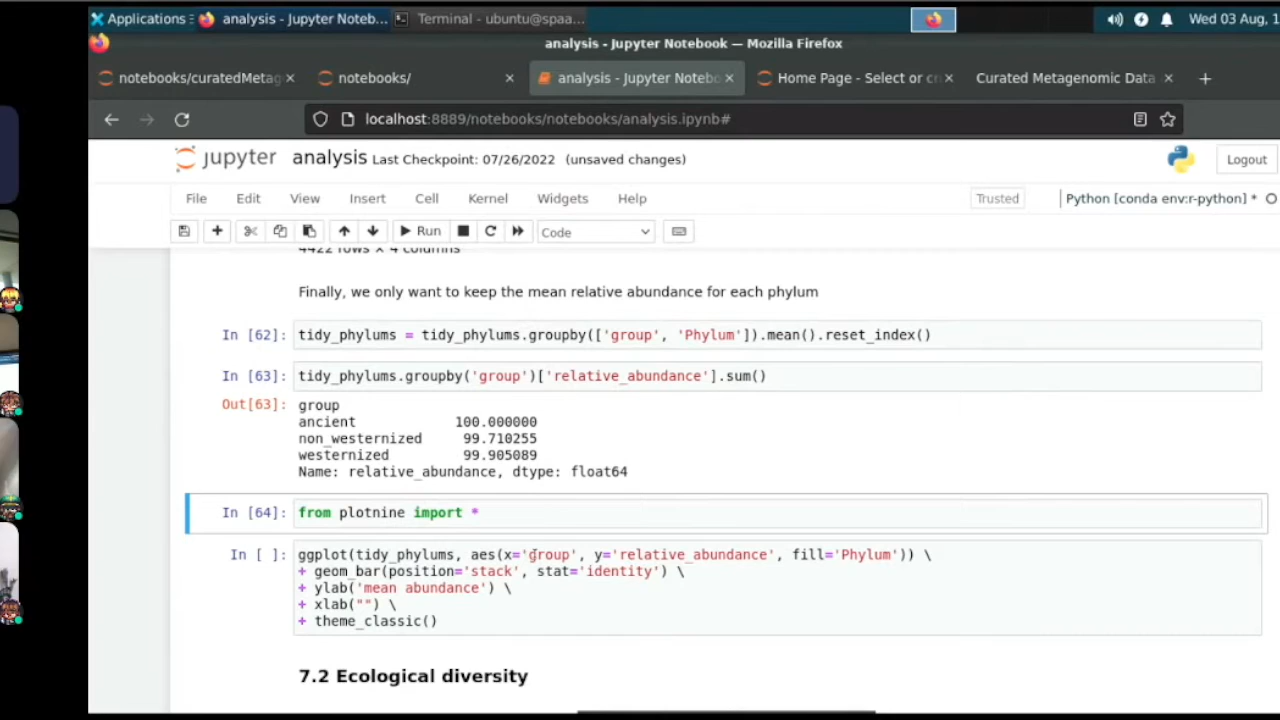 Applications
analysis - Jupyter Noteb...
Terminal - ubuntu@spaa...
Wed 03 Aug, 1
analysis - Jupyter Notebook — Mozilla Firefox
notebooks/curatedMetag
notebooks/
analysis - Jupyter Notebo
Home Page - Select or cr
Curated Metagenomic Data
localhost:8889/notebooks/notebooks/analysis.ipynb#
jupyter analysis Last Checkpoint: 07/26/2022 (unsaved changes)
Logout
File Edit View Insert Cell Kernel Widgets Help
Trusted
Python [conda env:r-python] *
Run
Code
4422 rows × 4 columns
Finally, we only want to keep the mean relative abundance for each phylum
In [62]: tidy_phylums = tidy_phylums.groupby(['group', 'Phylum']).mean().reset_index()
In [63]: tidy_phylums.groupby('group')['relative_abundance'].sum()
Out[63]: group
ancient 100.000000
non_westernized 99.710255
westernized 99.905089
Name: relative_abundance, dtype: float64
In [64]: from plotnine import *
In [ ]: ggplot(tidy_phylums, aes(x='group', y='relative_abundance', fill='Phylum')) \
+ geom_bar(position='stack', stat='identity') \
+ ylab('mean abundance') \
+ xlab("") \
+ theme_classic()
7.2 Ecological diversity